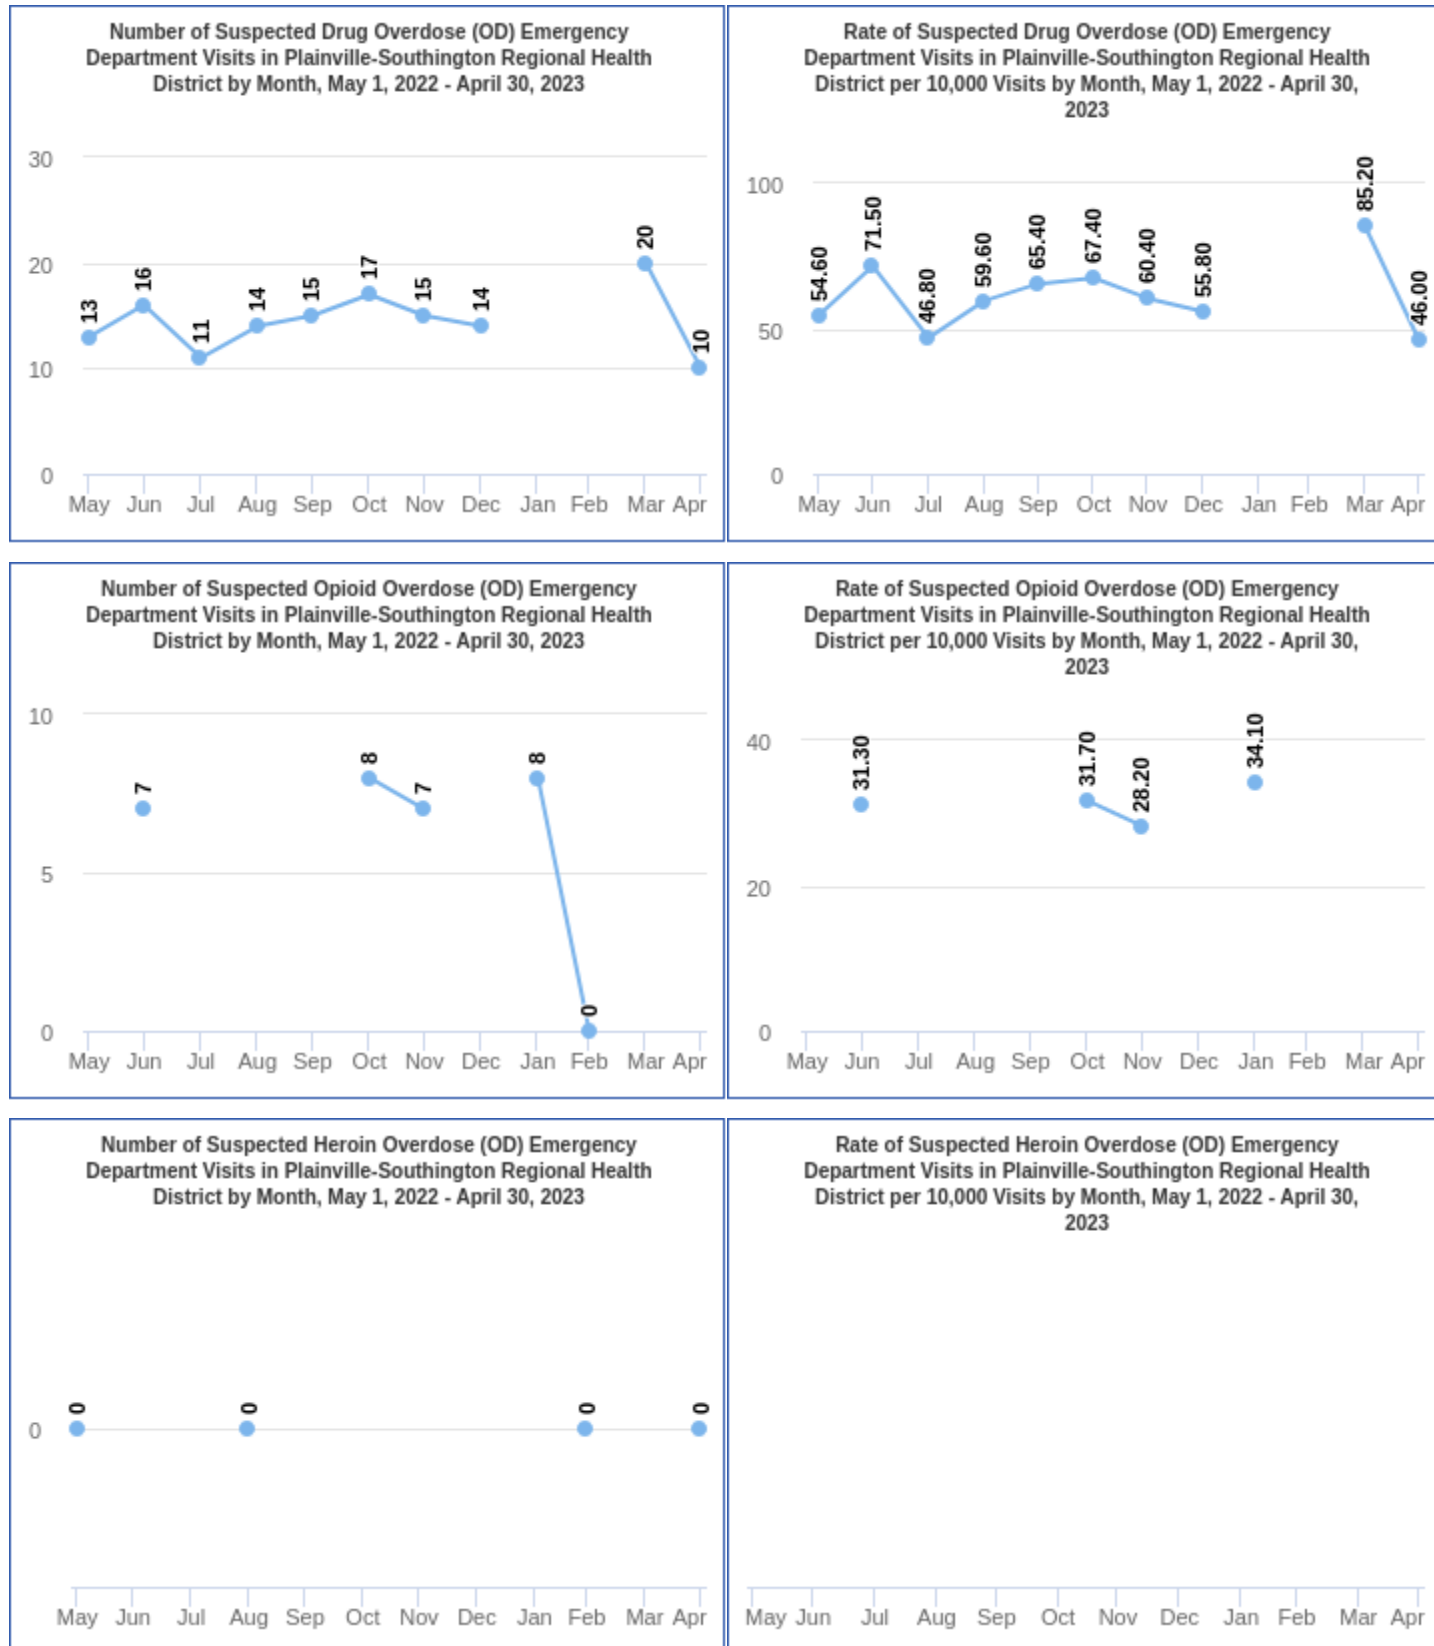 Number of Suspected Drug Overdose (OD) Emergency
Department Visits in Plainville-Southington Regional Health
District by Month, May 1, 2022 - April 30, 2023
30
20
10
0
13
16
11
14
15
17
15
14
20
10
May Jun Jul Aug Sep Oct Nov Dec Jan Feb Mar Apr
Rate of Suspected Drug Overdose (OD) Emergency
Department Visits in Plainville-Southington Regional Health
District per 10,000 Visits by Month, May 1, 2022 - April 30,
2023
100
50
0
54.60
71.50
46.80
59.60
65.40
67.40
60.40
55.80
85.20
46.00
May Jun Jul Aug Sep Oct Nov Dec Jan Feb Mar Apr
Number of Suspected Opioid Overdose (OD) Emergency
Department Visits in Plainville-Southington Regional Health
District by Month, May 1, 2022 - April 30, 2023
10
5
0
7
8
7
8
0
May Jun Jul Aug Sep Oct Nov Dec Jan Feb Mar Apr
Rate of Suspected Opioid Overdose (OD) Emergency
Department Visits in Plainville-Southington Regional Health
District per 10,000 Visits by Month, May 1, 2022 - April 30,
2023
40
20
0
31.30
31.70
28.20
34.10
May Jun Jul Aug Sep Oct Nov Dec Jan Feb Mar Apr
Number of Suspected Heroin Overdose (OD) Emergency
Department Visits in Plainville-Southington Regional Health
District by Month, May 1, 2022 - April 30, 2023
0
0
0
0
0
May Jun Jul Aug Sep Oct Nov Dec Jan Feb Mar Apr
Rate of Suspected Heroin Overdose (OD) Emergency
Department Visits in Plainville-Southington Regional Health
District per 10,000 Visits by Month, May 1, 2022 - April 30,
2023
May Jun Jul Aug Sep Oct Nov Dec Jan Feb Mar Apr